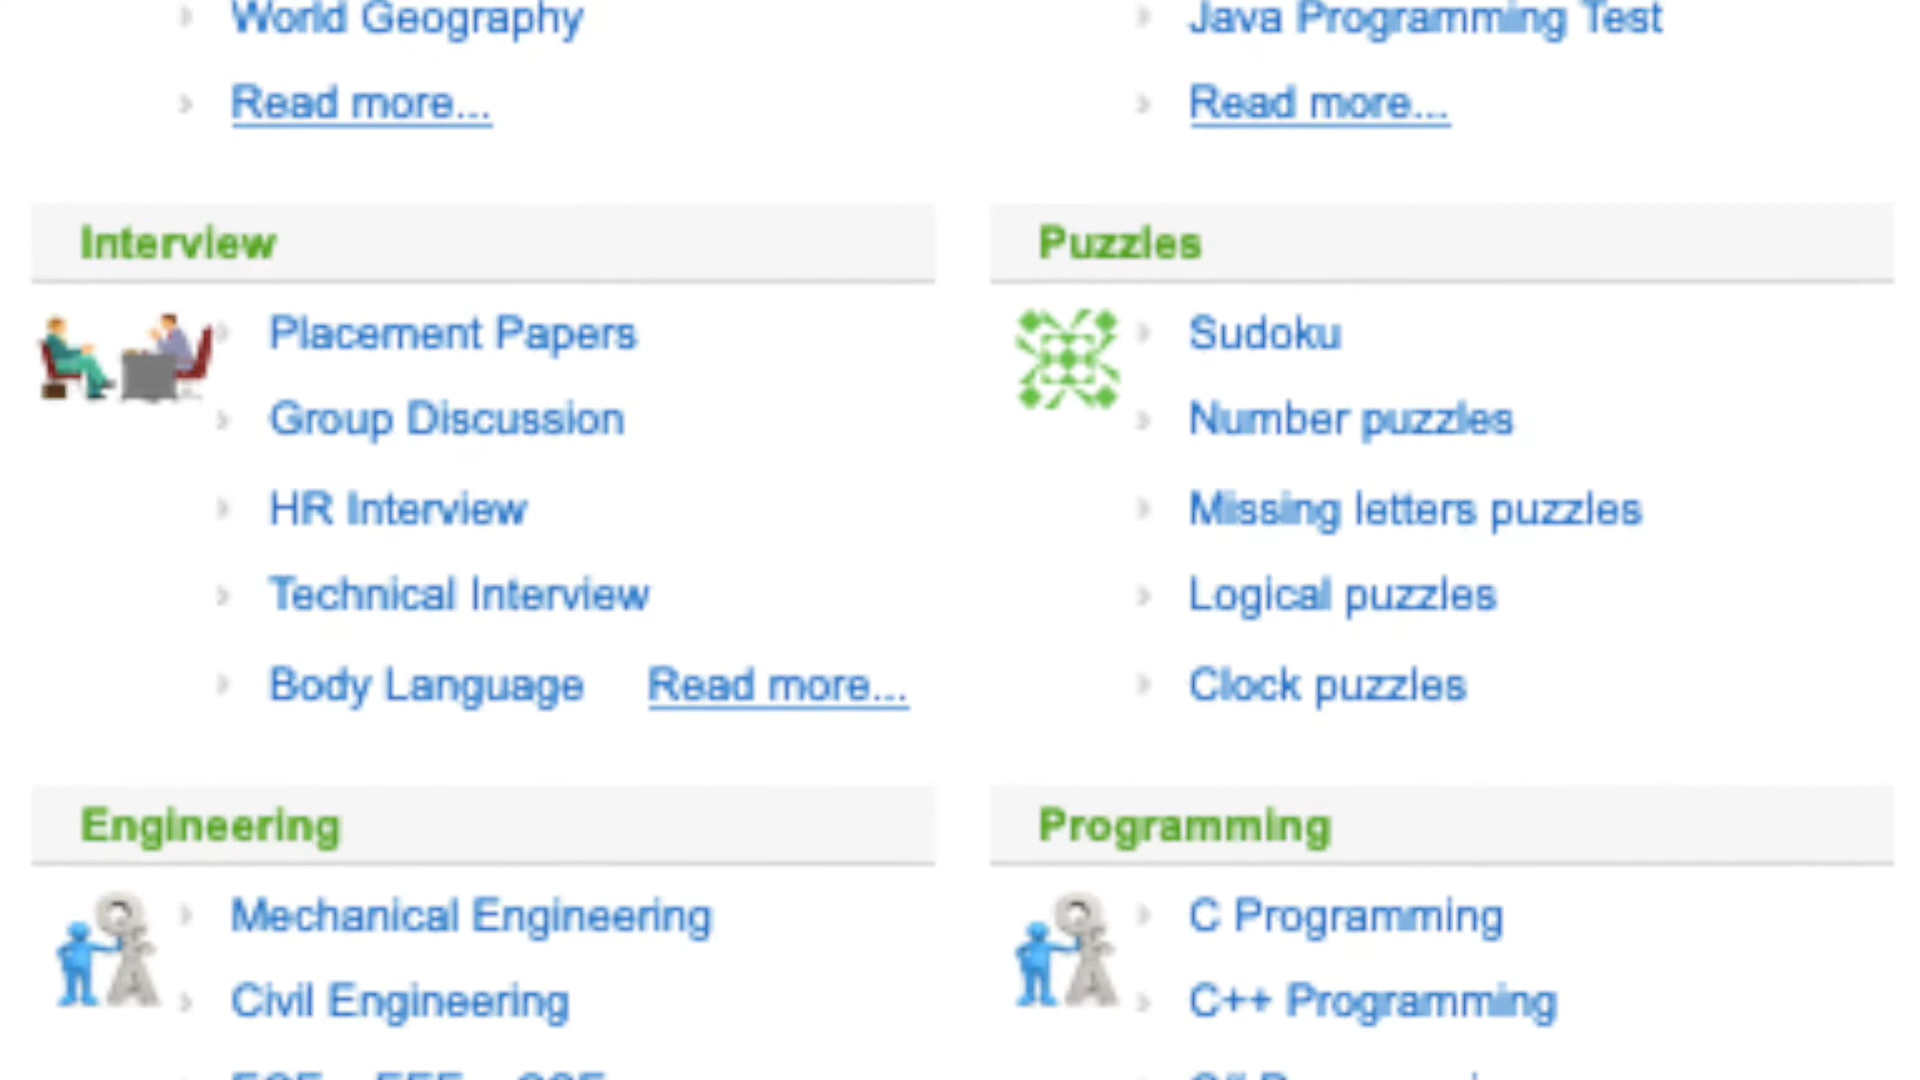 World Geography
Read more...
Java Programming Test
Read more...
Interview
Placement Papers
Group Discussion
HR Interview
Technical Interview
Body Language Read more...
Puzzles
Sudoku
Number puzzles
Missing letters puzzles
Logical puzzles
Clock puzzles
Engineering
Mechanical Engineering
Civil Engineering
Programming
C Programming
C++ Programming